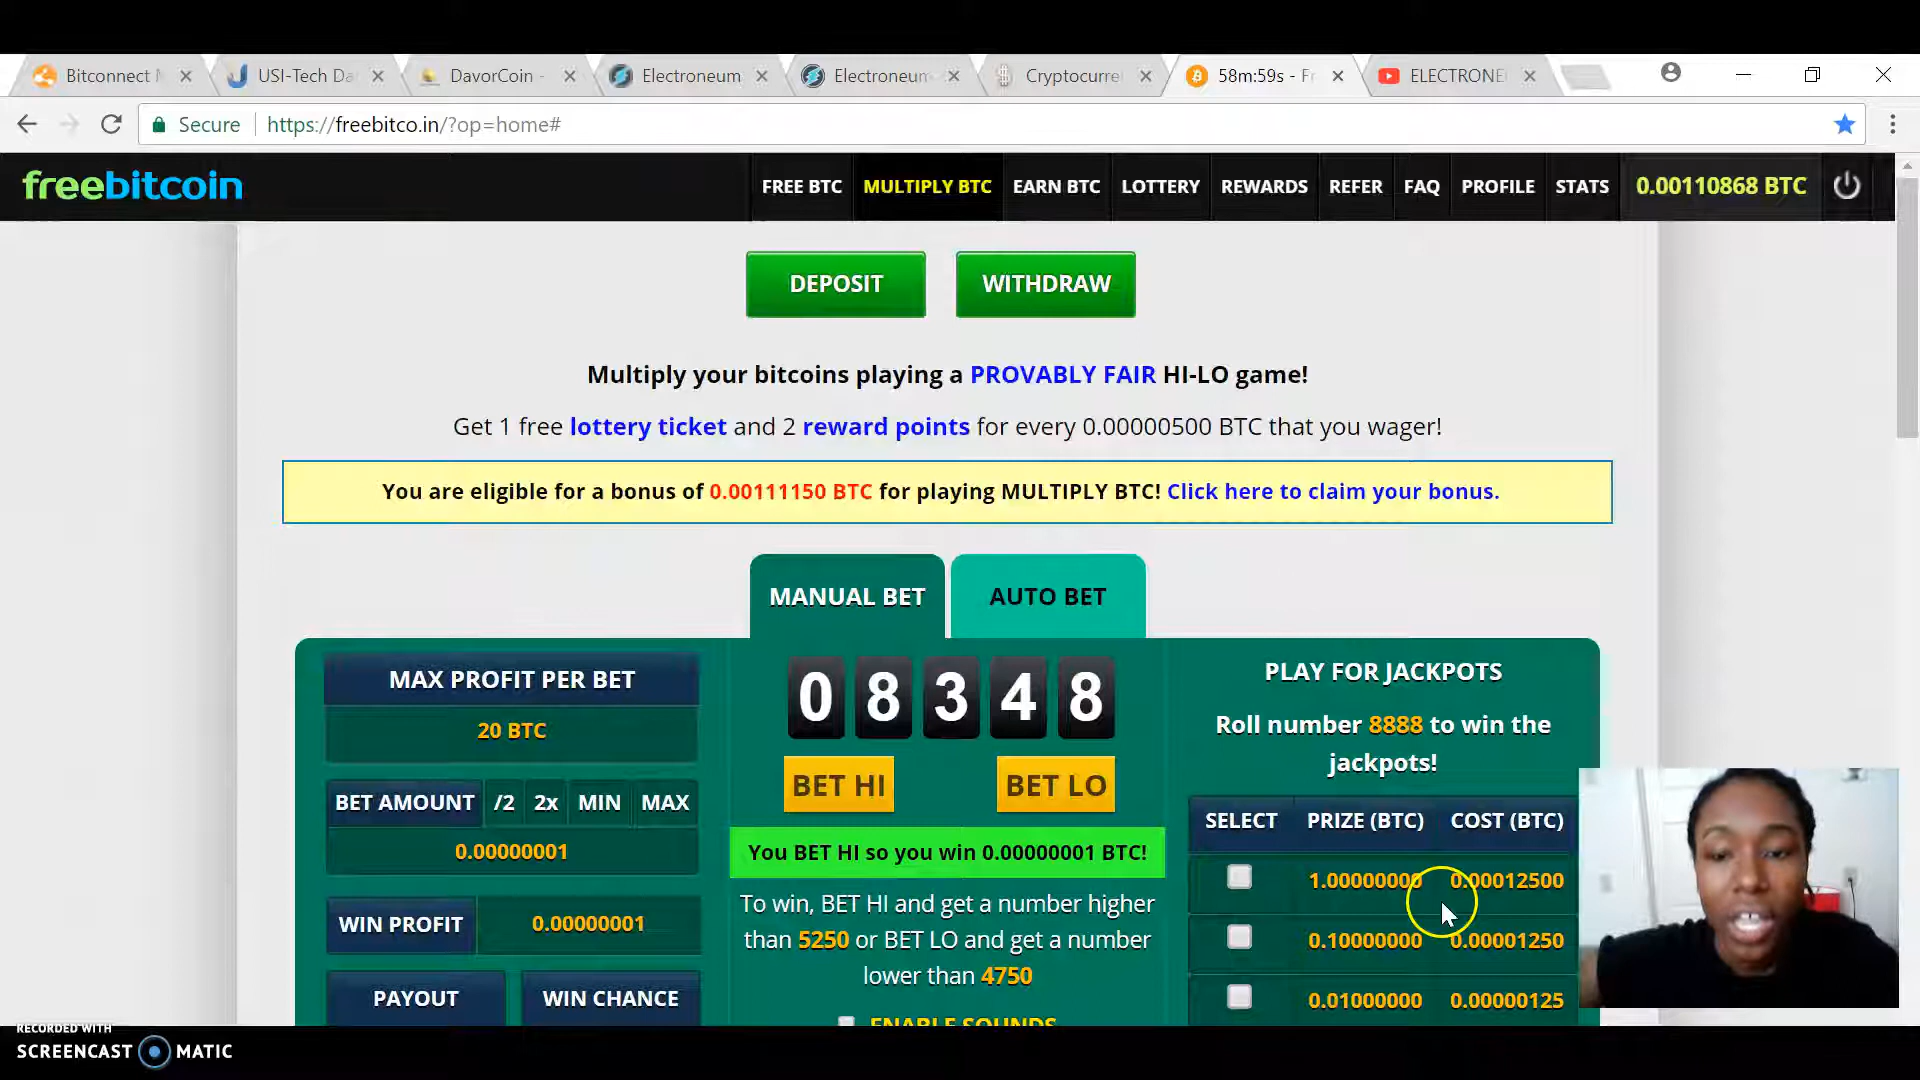 Bitconnect
USI-Tech Da
DavorCoin -
Electroneum
Electroneum
Cryptocurre
58m:59s - Fr
ELECTRONE
Secure https://freebitco.in/?op=home#
freebitcoin
FREE BTC MULTIPLY BTC EARN BTC LOTTERY REWARDS REFER FAQ PROFILE STATS 0.00110868 BTC
DEPOSIT WITHDRAW
Multiply your bitcoins playing a PROVABLY FAIR HI-LO game!
Get 1 free lottery ticket and 2 reward points for every 0.00000500 BTC that you wager!
You are eligible for a bonus of 0.00111150 BTC for playing MULTIPLY BTC! Click here to claim your bonus.
MANUAL BET AUTO BET
MAX PROFIT PER BET
20 BTC
BET AMOUNT /2 2x MIN MAX
0.00000001
WIN PROFIT 0.00000001
PAYOUT WIN CHANCE
0 8 3 4 8
BET HI BET LO
You BET HI so you win 0.00000001 BTC!
To win, BET HI and get a number higher
than 5250 or BET LO and get a number
lower than 4750
ENABLE SOUNDS
PLAY FOR JACKPOTS
Roll number 8888 to win the
jackpots!
SELECT PRIZE (BTC) COST (BTC)
1.00000000 0.00012500
0.10000000 0.00001250
0.01000000 0.00000125
RECORDED WITH
SCREENCAST MATIC